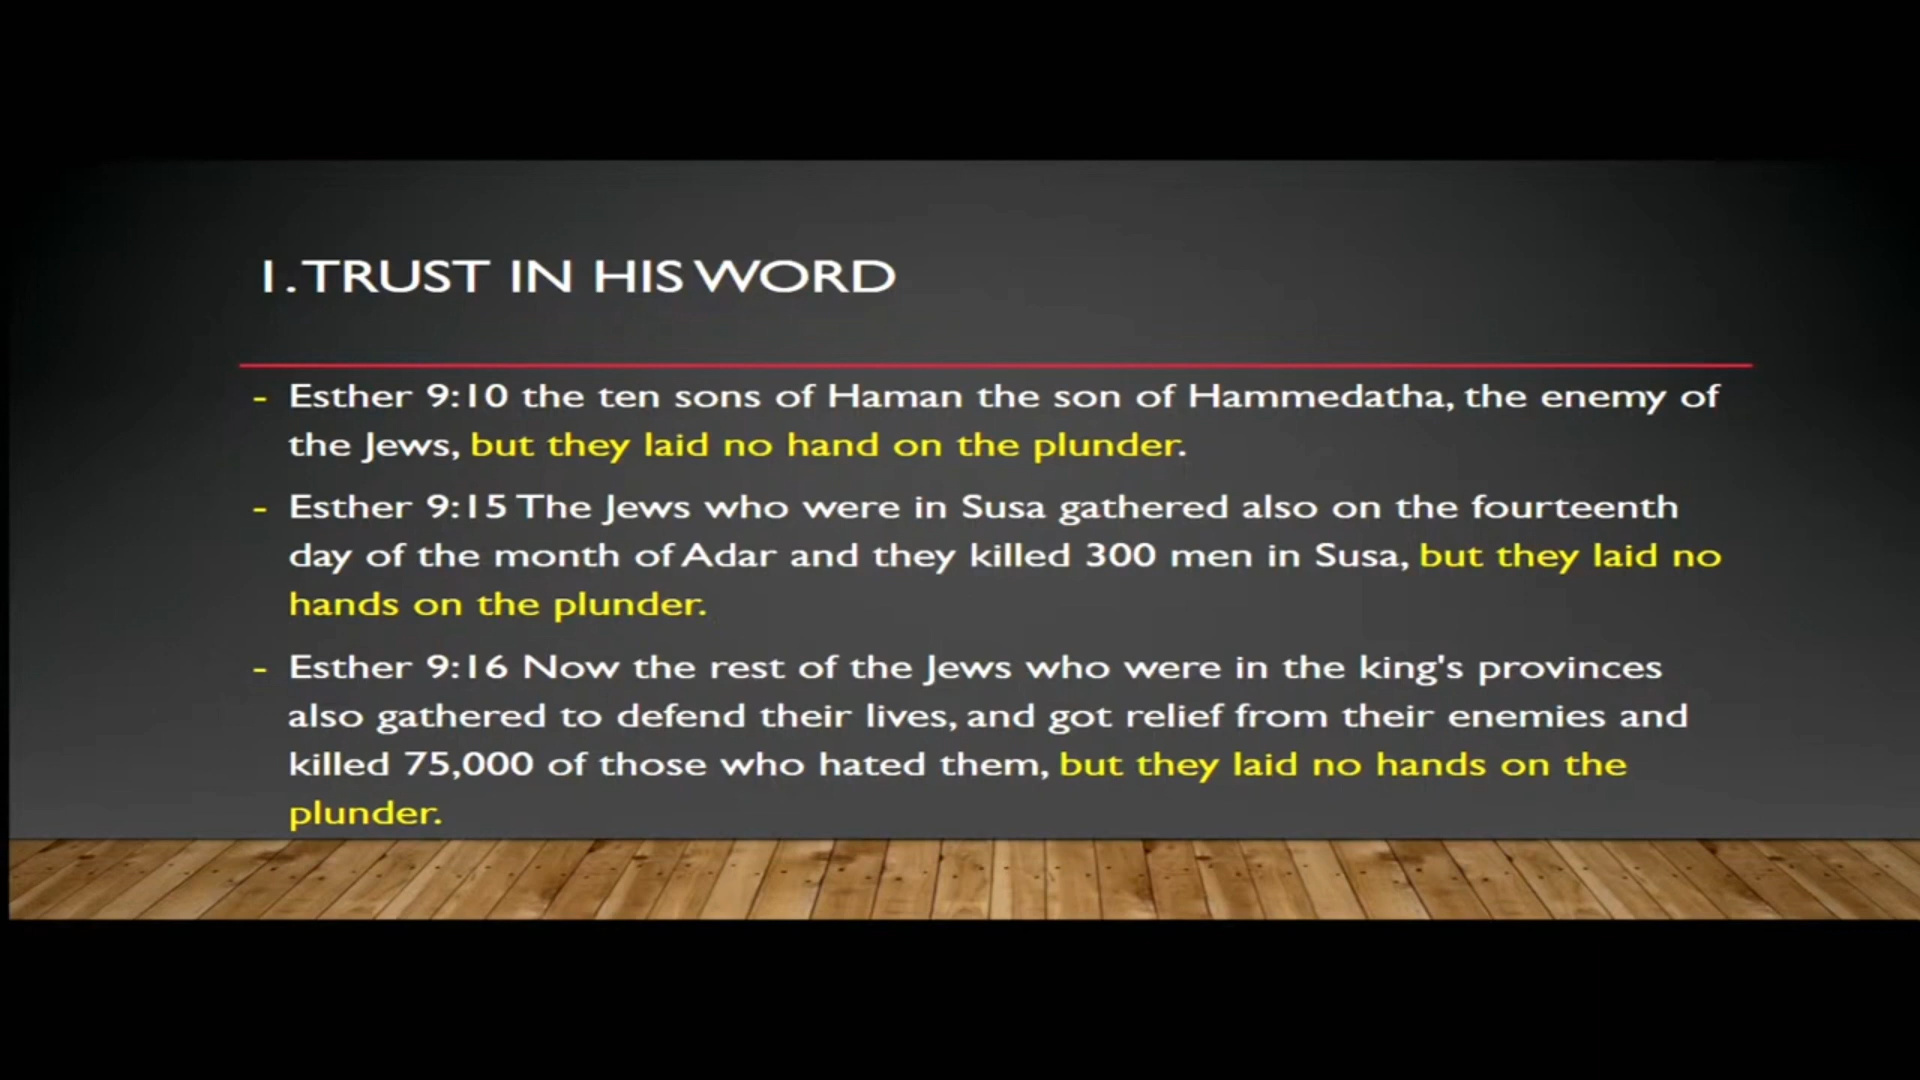 1. TRUST IN HIS WORD
- Esther 9:10 the ten sons of Haman the son of Hammedatha, the enemy of
the Jews, but they laid no hand on the plunder.
- Esther 9:15 The Jews who were in Susa gathered also on the fourteenth
day of the month of Adar and they killed 300 men in Susa, but they laid no
hands on the plunder.
- Esther 9:16 Now the rest of the Jews who were in the king's provinces
also gathered to defend their lives, and got relief from their enemies and
killed 75,000 of those who hated them, but they laid no hands on the
plunder.